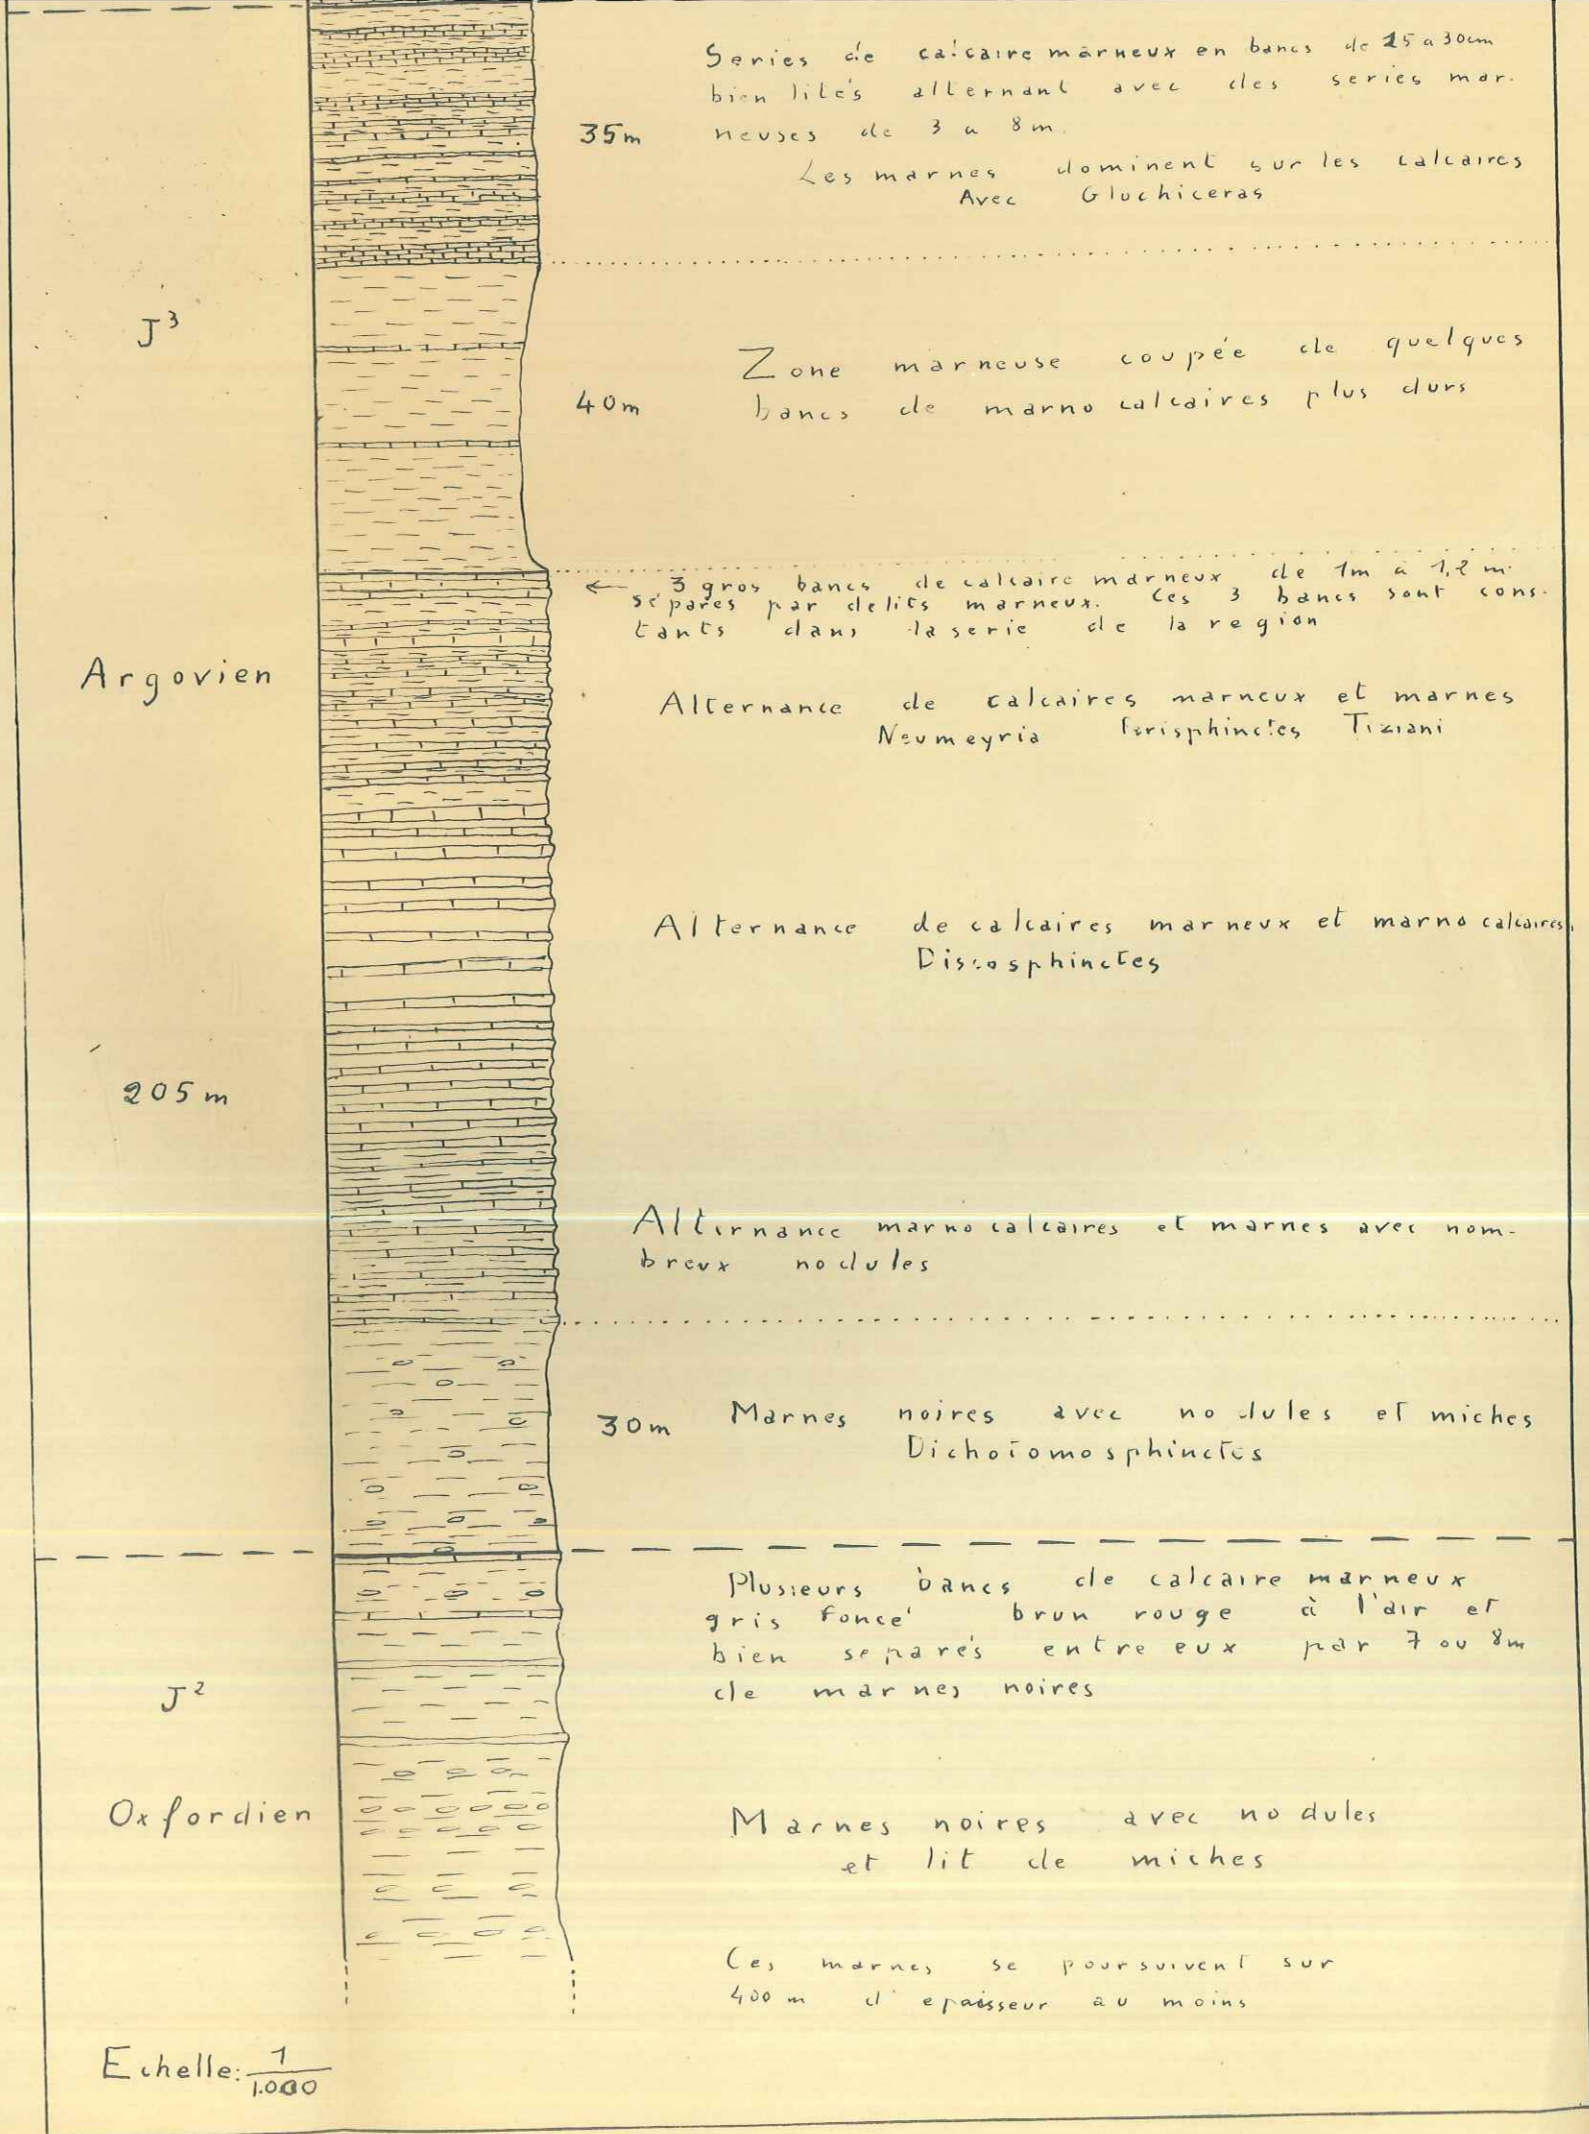 Series de calcaire marneux en bancs de 15 a 30cm
bien lités alternant avec des series mar-
35m neuses de 3 a 8m.
Les marnes dominent sur les calcaires
Avec Gluchiceras
J³
Zone marneuse coupée de quelques
40m bancs de marno calcaires plus durs
← 3 gros bancs de calcaire marneux de 1m a 1,2 m.
séparés par delits marneux. Ces 3 bancs sont cons-
tants dans la serie de la region
Argovien
Alternance de calcaires marneux et marnes
Neumeyria Perisphinctes Tiziani
Alternance de calcaires marneux et marno calcaires.
Discosphinctes
205m
Alternance marno calcaires et marnes avec nom-
breux nodules
30m Marnes noires avec nodules et miches
Dichotomosphinctes
Plusieurs bancs de calcaire marneux
gris foncé brun rouge à l'air et
bien separés entre eux par 7 ou 8m
de marnes noires
J²
Oxfordien
Marnes noires avec nodules
et lit de miches
Ces marnes se poursuivent sur
400m d'epaisseur au moins
Echelle: 1
1.000